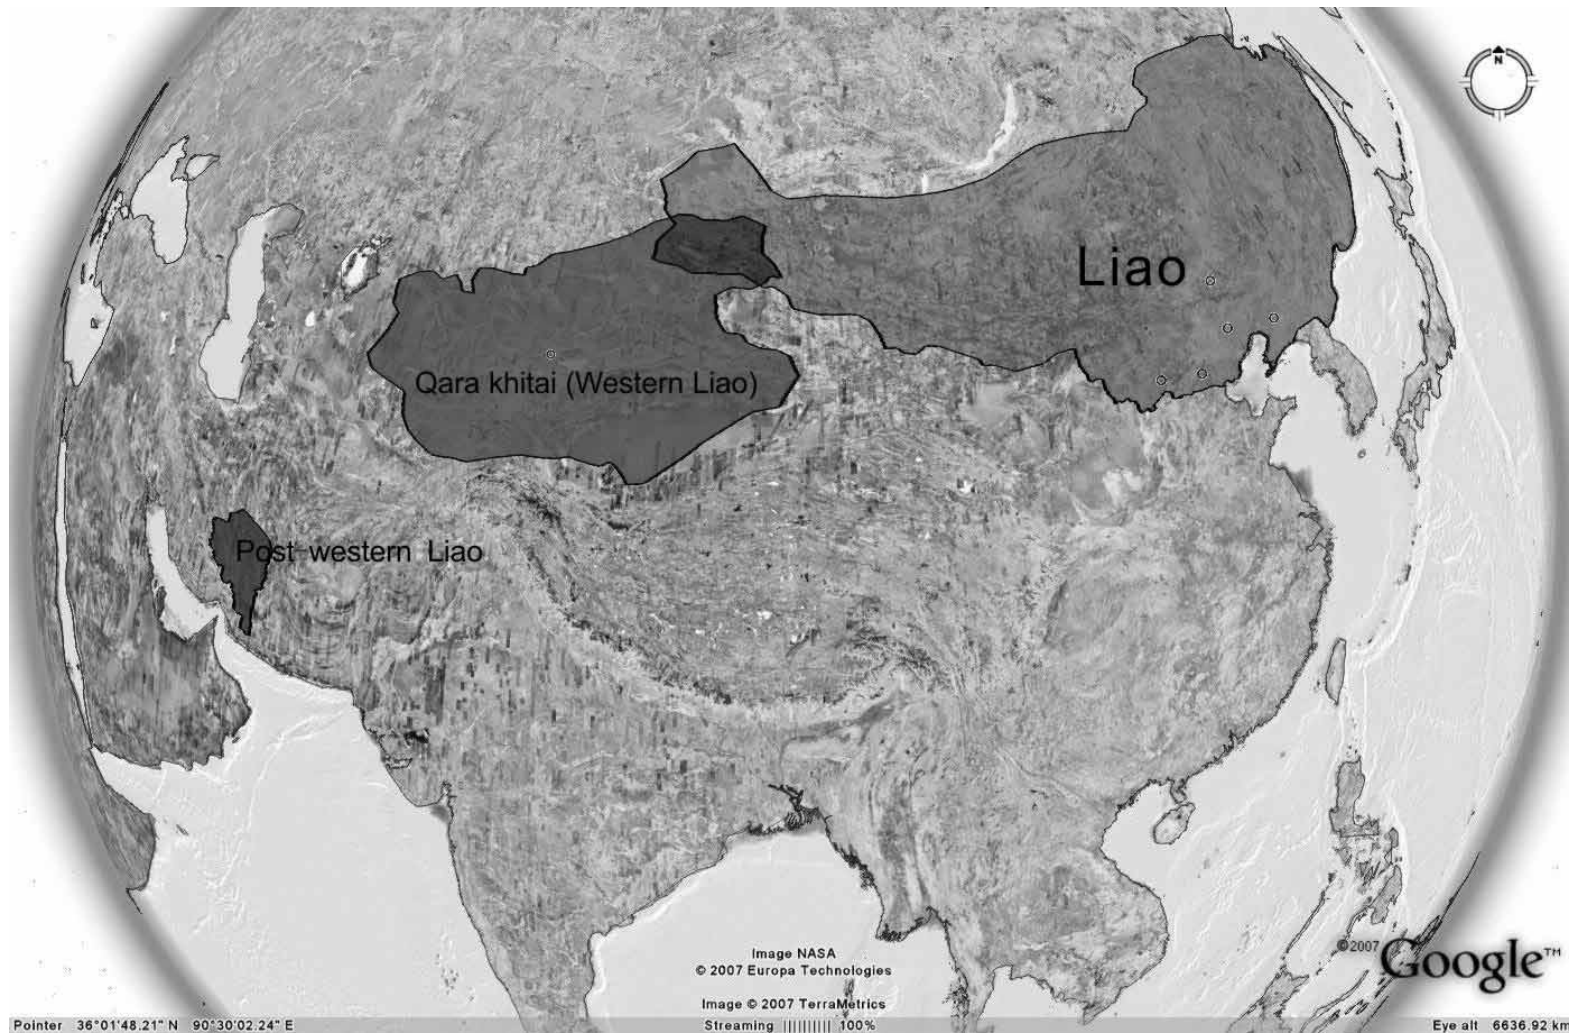 N
Liao
Qara khitai (Western Liao)
Post-western Liao
Image NASA
© 2007 Europa Technologies
©2007 Google™
Image © 2007 TerraMetrics
Pointer 36°01'48.21" N 90°30'02.24" E
Streaming |||||||||| 100%
Eye alt 6636.92 km